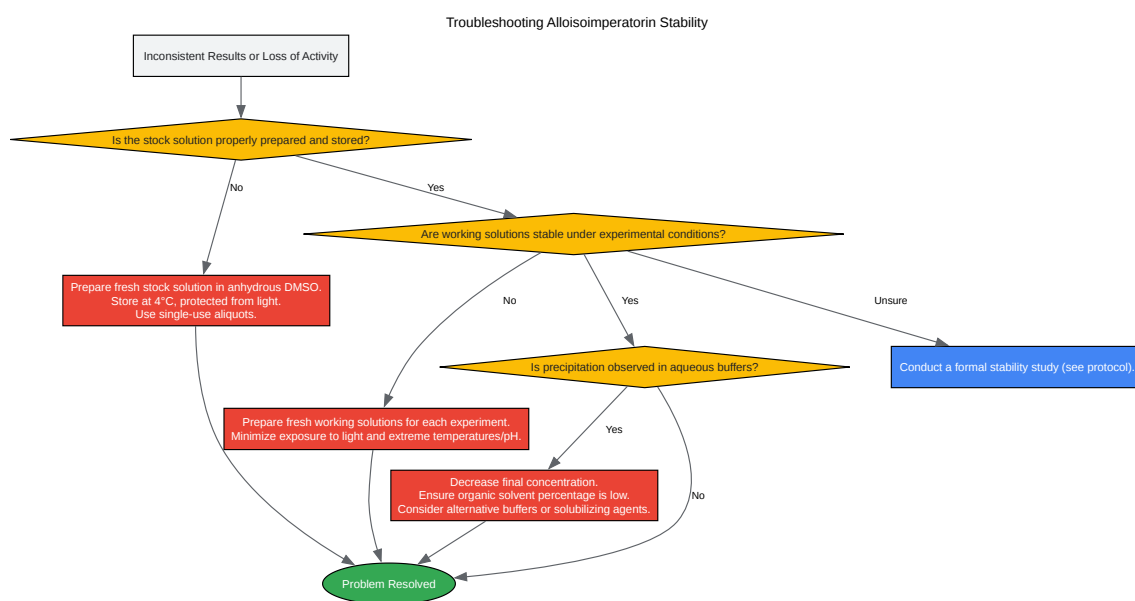 Troubleshooting Alloisoimperatorin Stability
Inconsistent Results or Loss of Activity
Is the stock solution properly prepared and stored?
No
Yes
Are working solutions stable under experimental conditions?
Prepare fresh stock solution in anhydrous DMSO.
Store at 4°C, protected from light.
Use single-use aliquots.
No
Yes
Unsure
Is precipitation observed in aqueous buffers?
Conduct a formal stability study (see protocol).
Prepare fresh working solutions for each experiment.
Minimize exposure to light and extreme temperatures/pH.
Yes
No
Decrease final concentration.
Ensure organic solvent percentage is low.
Consider alternative buffers or solubilizing agents.
Problem Resolved